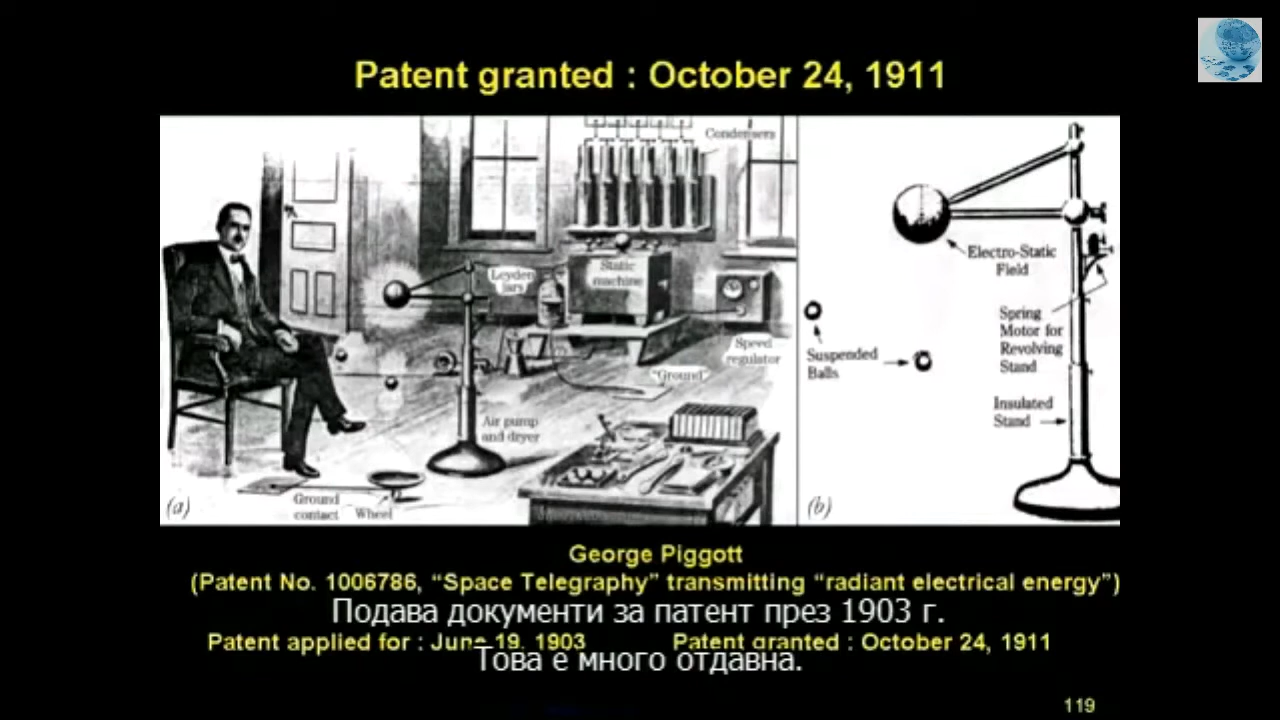 Patent granted : October 24, 1911
Condensers
Leyden
jars
Static
machine
Speed
regulator
"Ground"
Air pump
and dryer
Ground
contact
Wheel
(a)
Electro-Static
Field
Spring
Motor for
Revolving
Stand
Suspended
Balls
Insulated
Stand
(b)
George Piggott
(Patent No. 1006786, “Space Telegraphy” transmitting “radiant electrical energy”)
Подава документи за патент през 1903 г.
Patent applied for : June 19, 1903 Patent granted : October 24, 1911
Това е много отдавна.
119